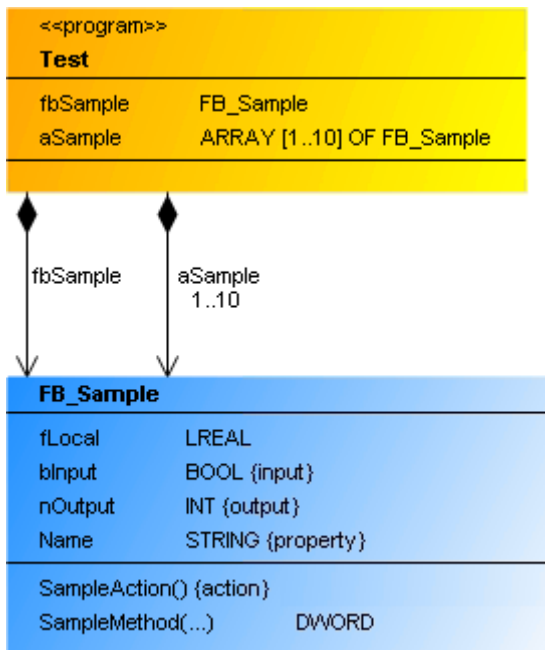 <<program>>
Test
fbSample FB_Sample
aSample ARRAY [1..10] OF FB_Sample
fbSample
aSample
1..10
FB_Sample
fLocal LREAL
bInput BOOL {input}
nOutput INT {output}
Name STRING {property}
SampleAction() {action}
SampleMethod(...) DWORD